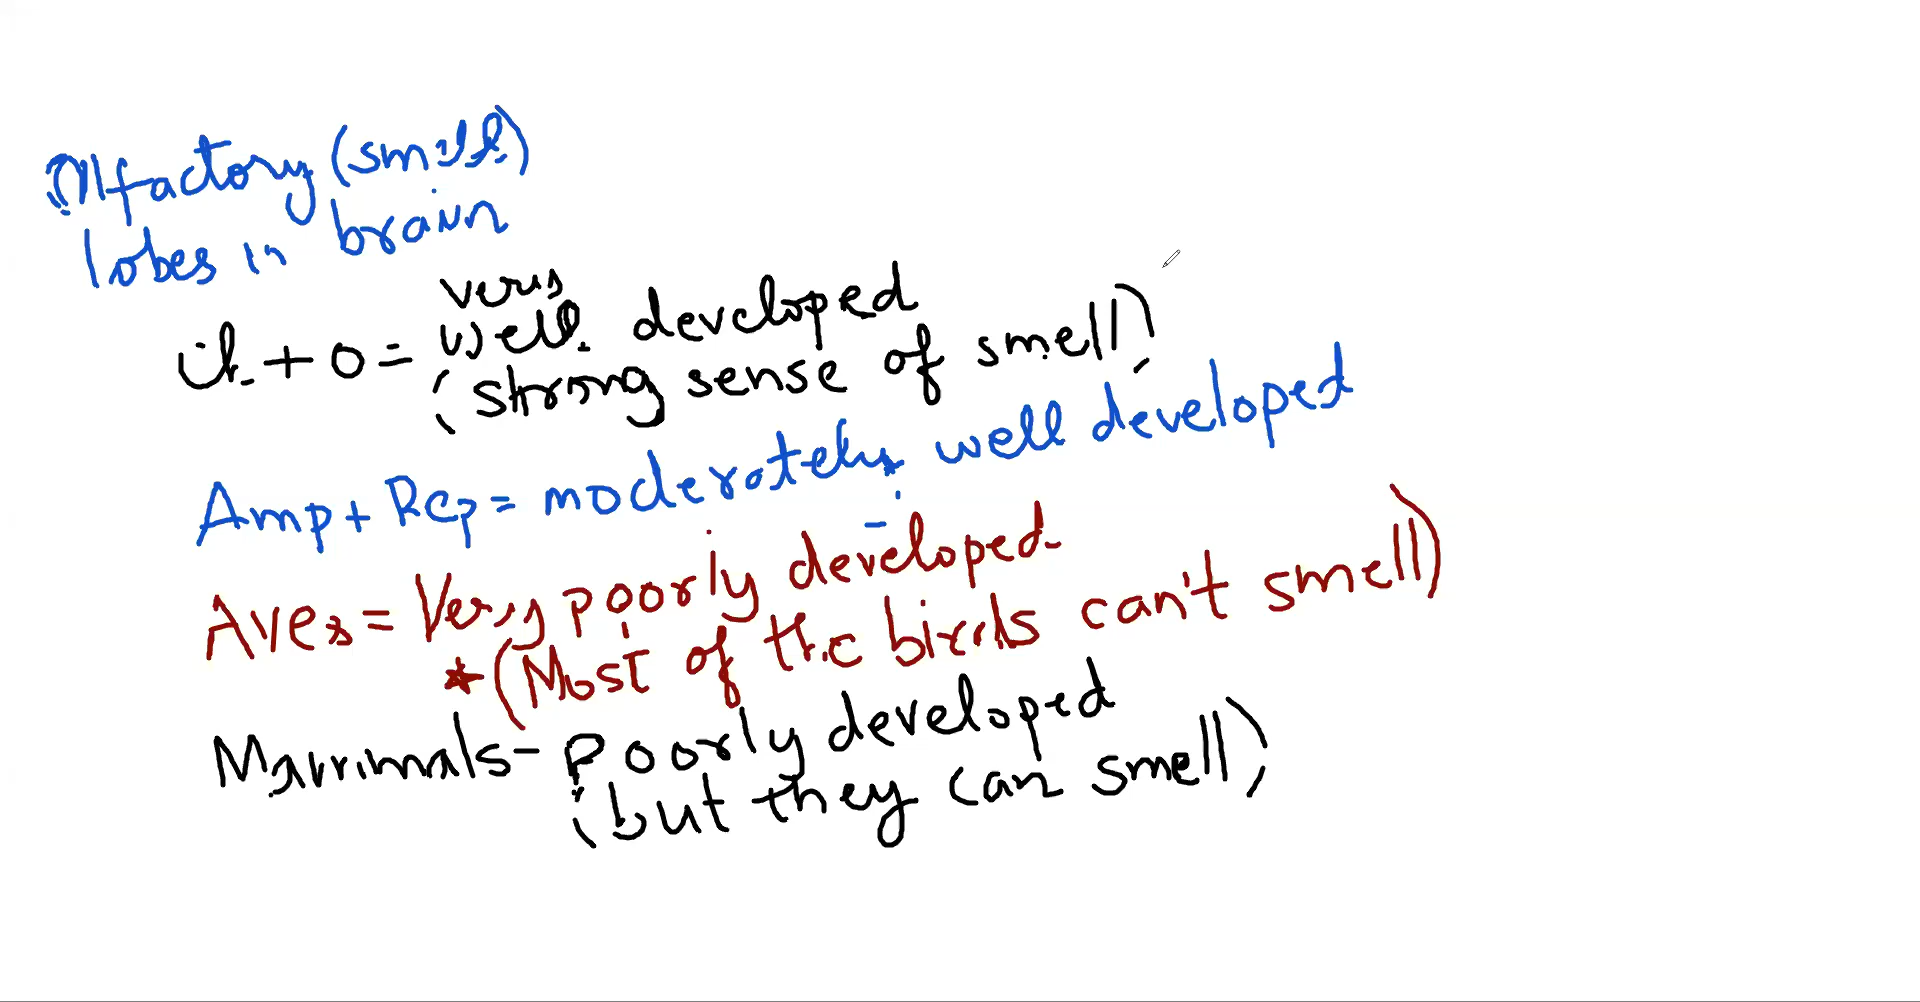 Olfactory (smell)
lobes in brain
very
ch + o = well developed
(strong sense of smell)
Amp + Rep = moderately well developed
Aves = Very poorly developed
* (Most of the birds can't smell)
Mammals - poorly developed
(but they can smell)